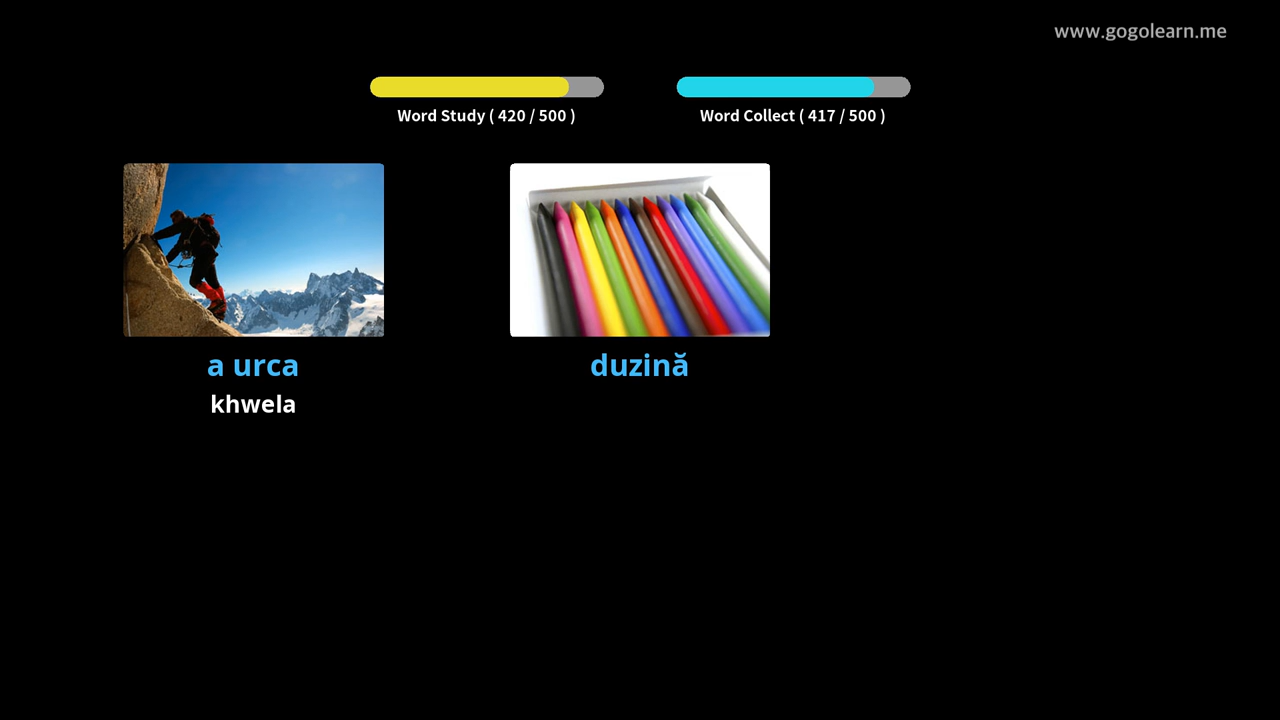 www.gogolearn.me
Word Study ( 420 / 500 )
Word Collect ( 417 / 500 )
a urca
khwela
duzină